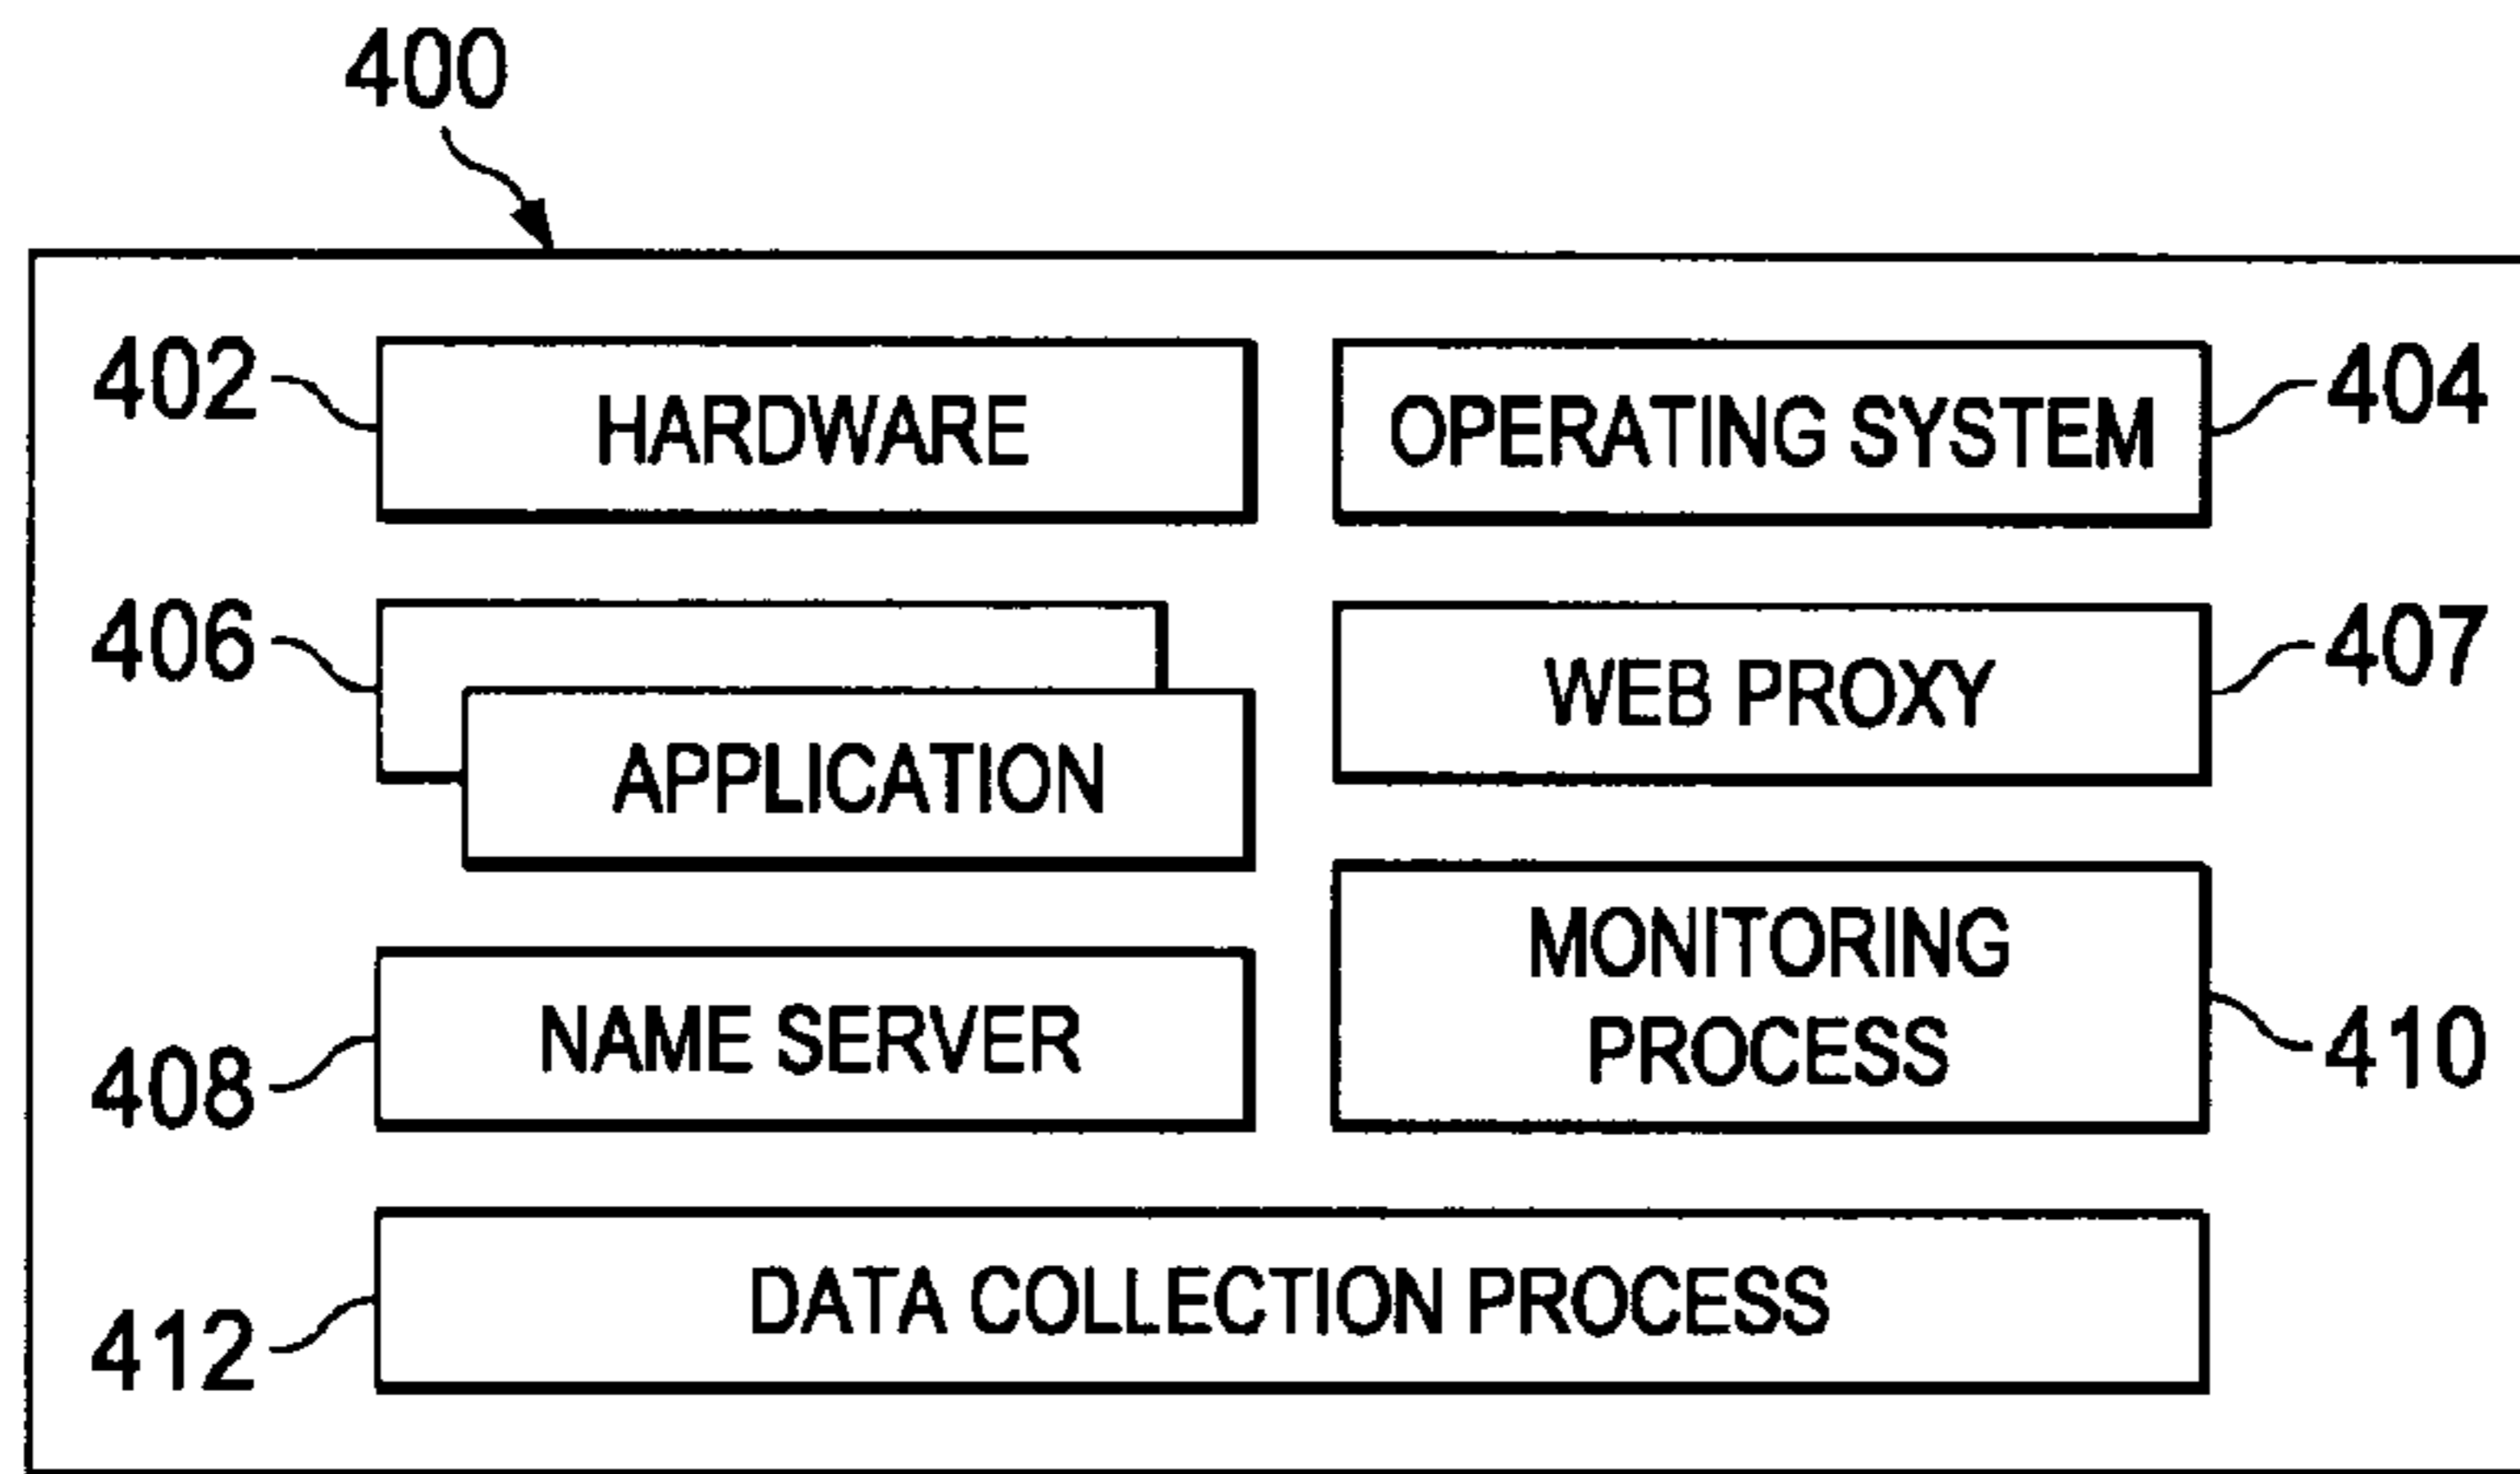 400
402
HARDWARE
OPERATING SYSTEM
404
406
APPLICATION
WEB PROXY
407
408
NAME SERVER
MONITORING
PROCESS
410
412
DATA COLLECTION PROCESS